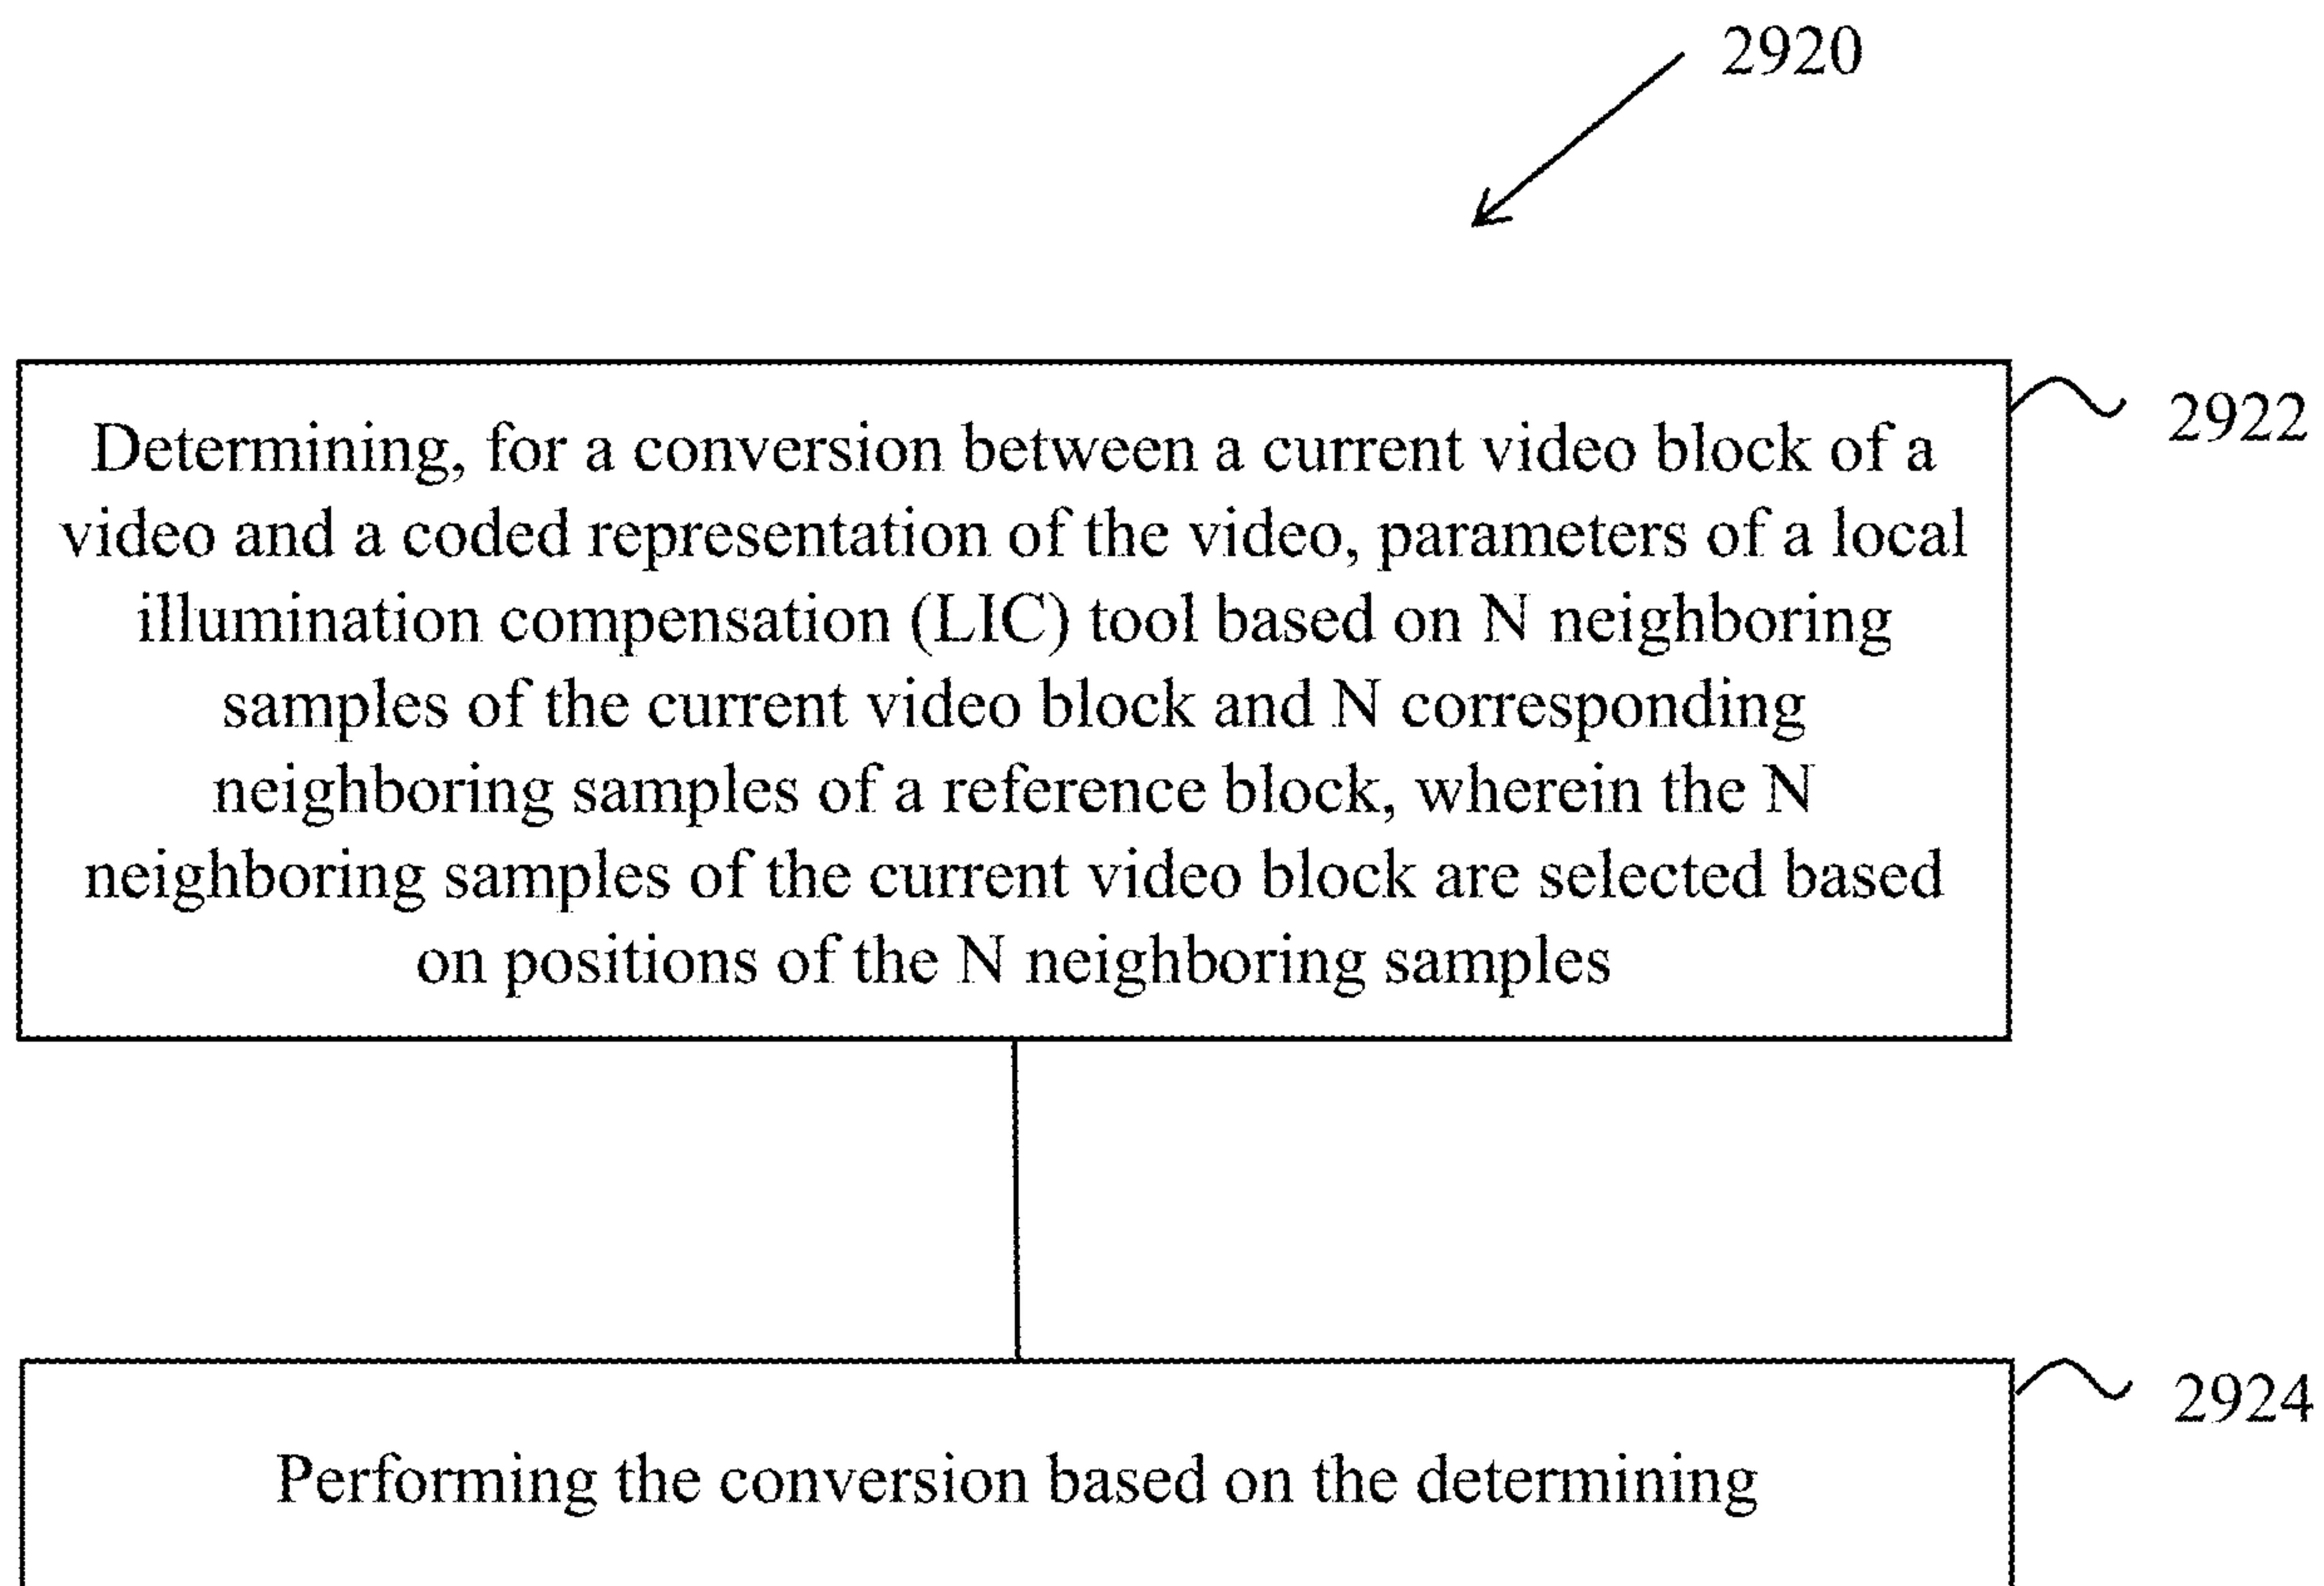 2920
2922
Determining, for a conversion between a current video block of a
video and a coded representation of the video, parameters of a local
illumination compensation (LIC) tool based on N neighboring
samples of the current video block and N corresponding
neighboring samples of a reference block, wherein the N
neighboring samples of the current video block are selected based
on positions of the N neighboring samples
2924
Performing the conversion based on the determining